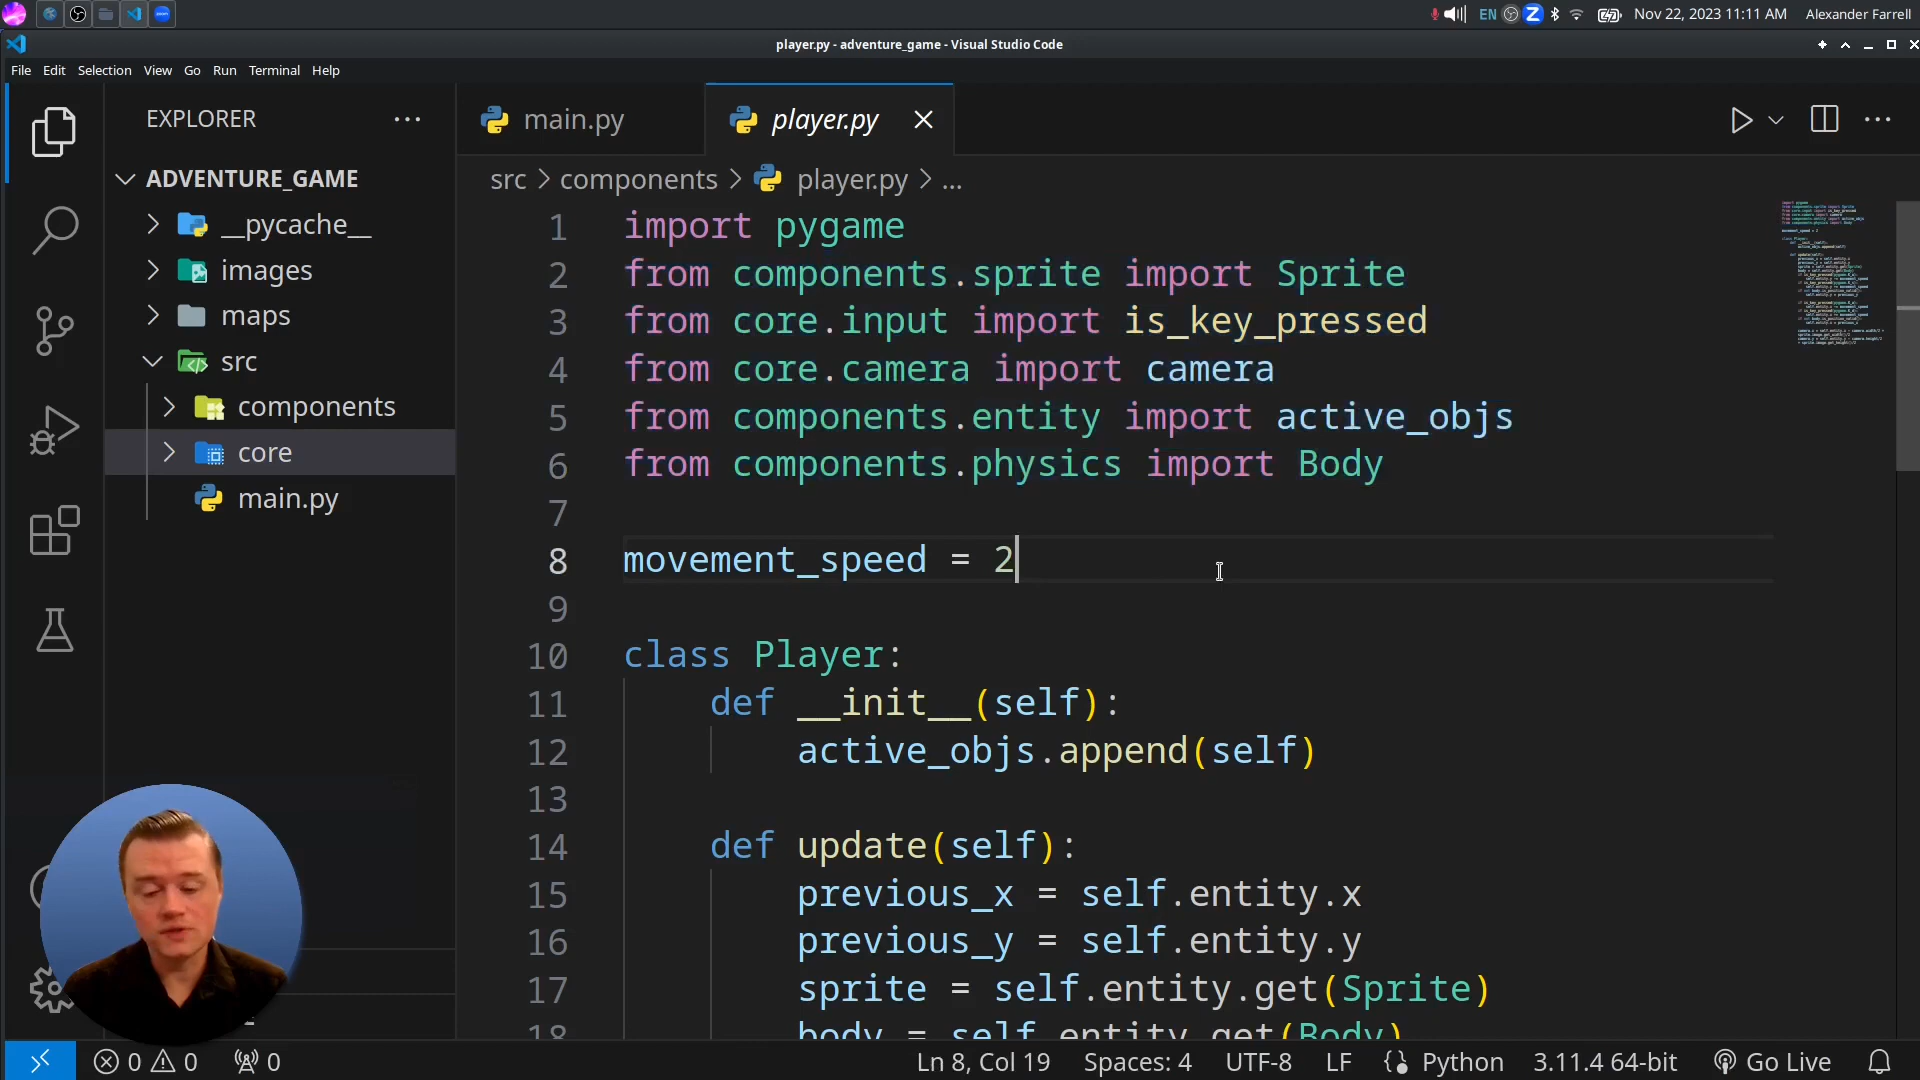 EN
Z
Nov 22, 2023 11:11 AM
Alexander Farrell
player.py - adventure_game - Visual Studio Code
File Edit Selection View Go Run Terminal Help
EXPLORER
ADVENTURE_GAME
__pycache__
images
maps
src
components
core
main.py
main.py
player.py
src > components > player.py > ...
1 import pygame
2 from components.sprite import Sprite
3 from core.input import is_key_pressed
4 from core.camera import camera
5 from components.entity import active_objs
6 from components.physics import Body
7
8 movement_speed = 2
9
10 class Player:
11 def __init__(self):
12 active_objs.append(self)
13
14 def update(self):
15 previous_x = self.entity.x
16 previous_y = self.entity.y
17 sprite = self.entity.get(Sprite)
18 body = self.entity.get(Body)
0 0 0
Ln 8, Col 19 Spaces: 4 UTF-8 LF Python 3.11.4 64-bit Go Live